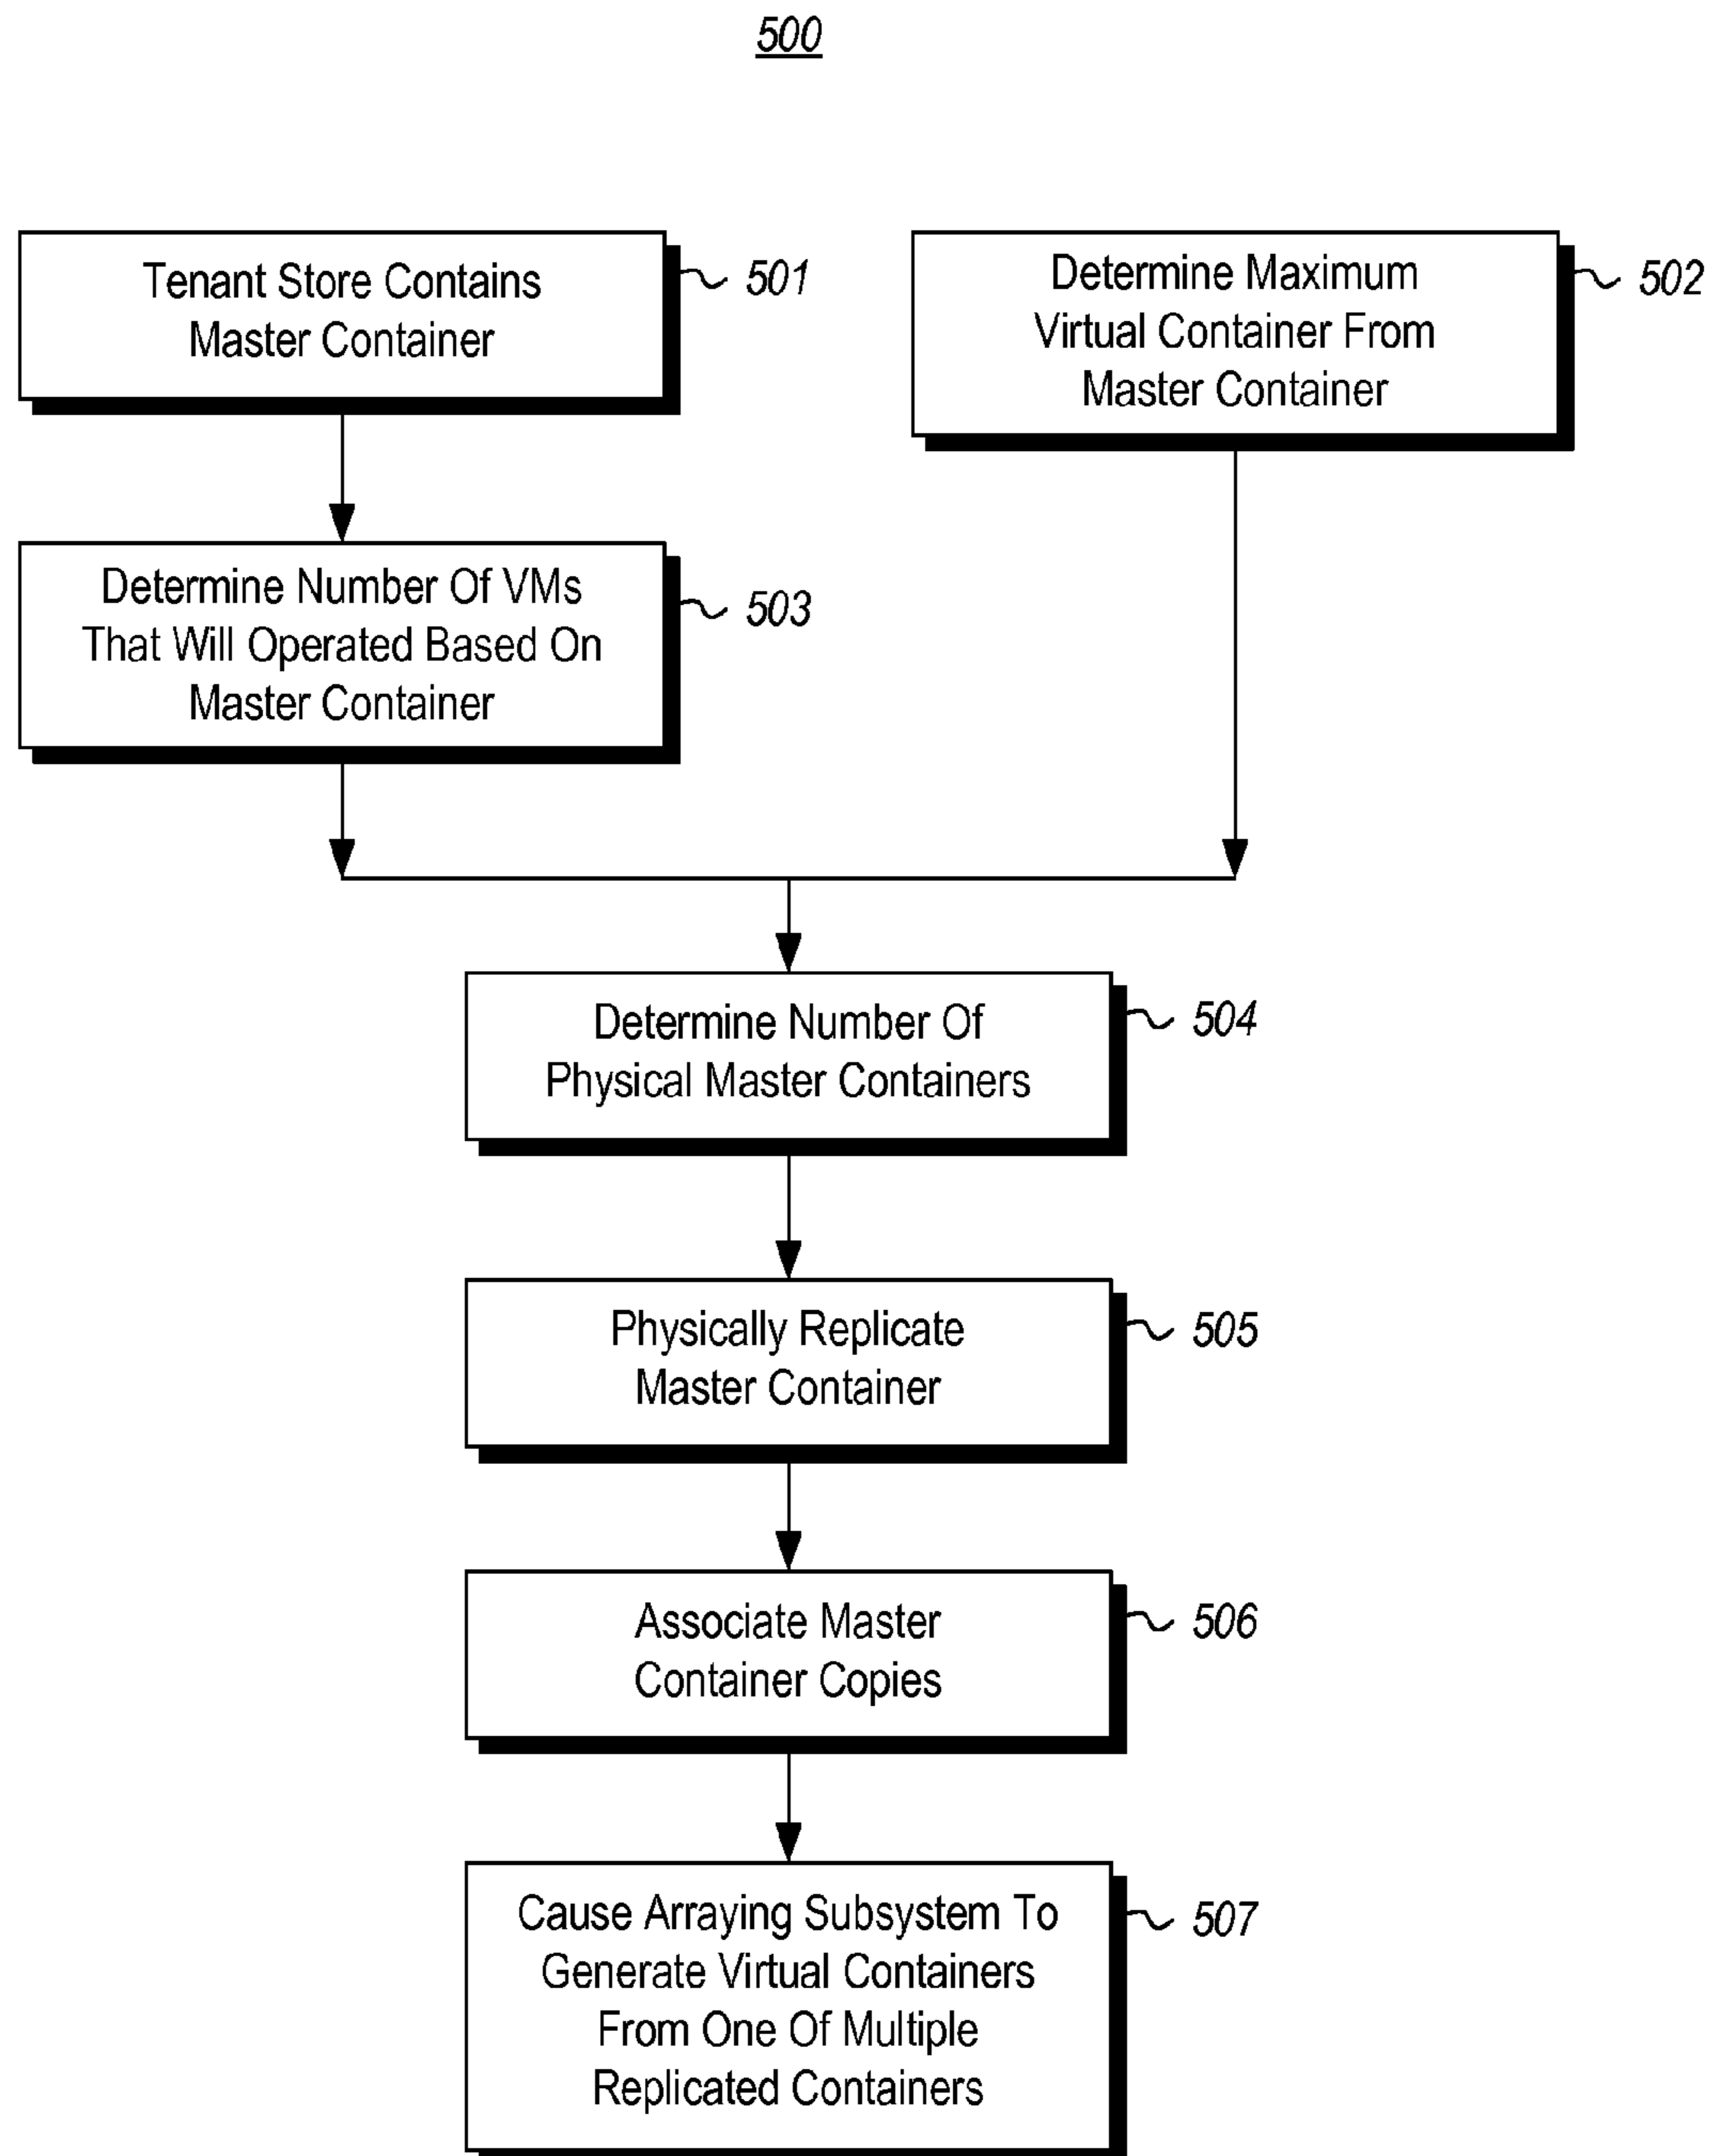 500
Tenant Store Contains
Master Container
501
Determine Maximum
Virtual Container From
Master Container
502
Determine Number Of VMs
That Will Operated Based On
Master Container
503
Determine Number Of
Physical Master Containers
504
Physically Replicate
Master Container
505
Associate Master
Container Copies
506
Cause Arraying Subsystem To
Generate Virtual Containers
From One Of Multiple
Replicated Containers
507